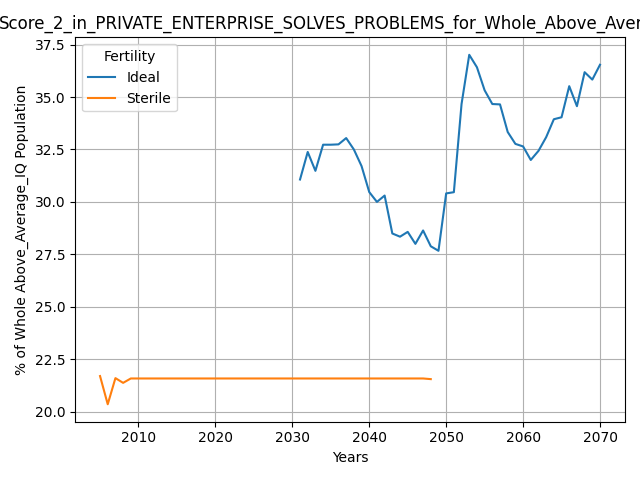 Score_2_in_PRIVATE_ENTERPRISE_SOLVES_PROBLEMS_for_Whole_Above_Aver
Fertility
Ideal
Sterile
% of Whole Above_Average_IQ Population
37.5
35.0
32.5
30.0
27.5
25.0
22.5
20.0
2010 2020 2030 2040 2050 2060 2070
Years